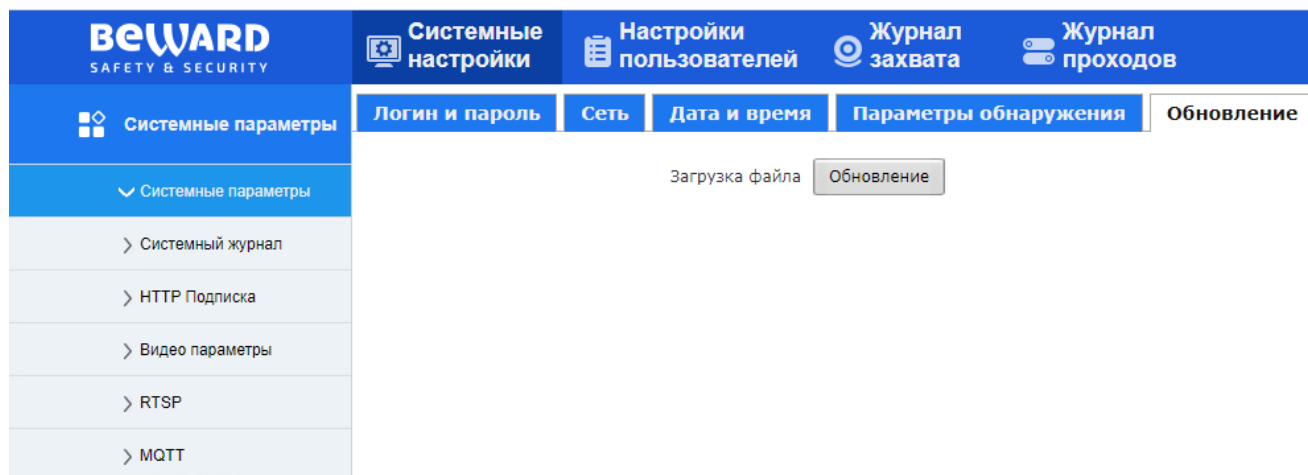 BEWARD
SAFETY & SECURITY
Системные
настройки
Настройки
пользователей
Журнал
захвата
Журнал
проходов
Системные параметры
Логин и пароль
Сеть
Дата и время
Параметры обнаружения
Обновление
Загрузка файла
Обновление
Системные параметры
Системный журнал
HTTP Подписка
Видео параметры
RTSP
MQTT